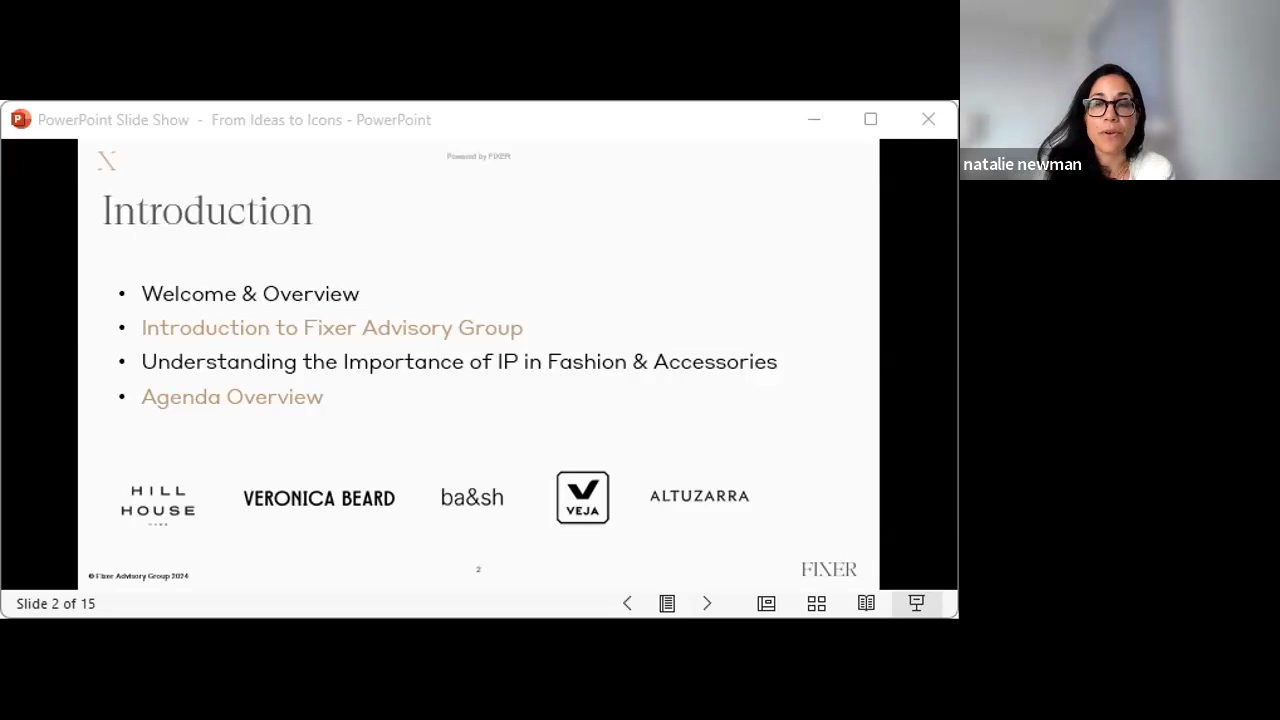 PowerPoint Slide Show - From Ideas to Icons - PowerPoint
natalie newman
X
Powered by FIXER
Introduction
• Welcome & Overview
• Introduction to Fixer Advisory Group
• Understanding the Importance of IP in Fashion & Accessories
• Agenda Overview
HILL
HOUSE
VERONICA BEARD
ba&sh
V
VEJA
ALTUZARRA
© Fixer Advisory Group 2024
2
FIXER
Slide 2 of 15